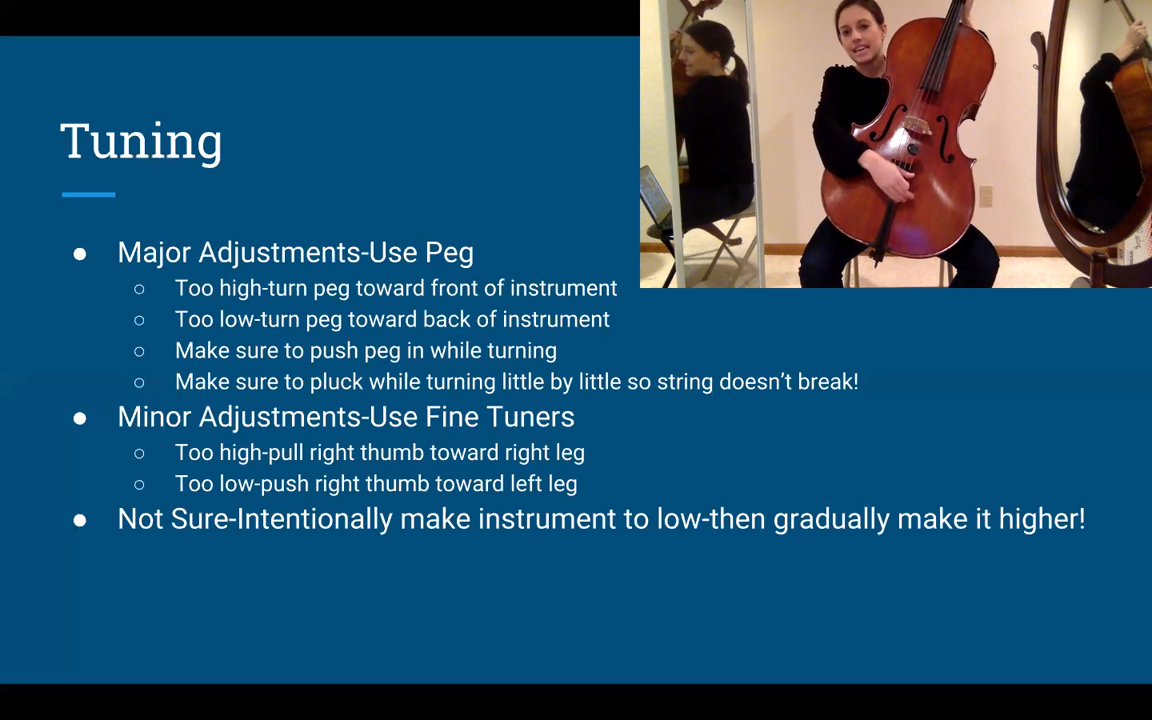 Tuning
● Major Adjustments-Use Peg
○ Too high-turn peg toward front of instrument
○ Too low-turn peg toward back of instrument
○ Make sure to push peg in while turning
○ Make sure to pluck while turning little by little so string doesn’t break!
● Minor Adjustments-Use Fine Tuners
○ Too high-pull right thumb toward right leg
○ Too low-push right thumb toward left leg
● Not Sure-Intentionally make instrument to low-then gradually make it higher!